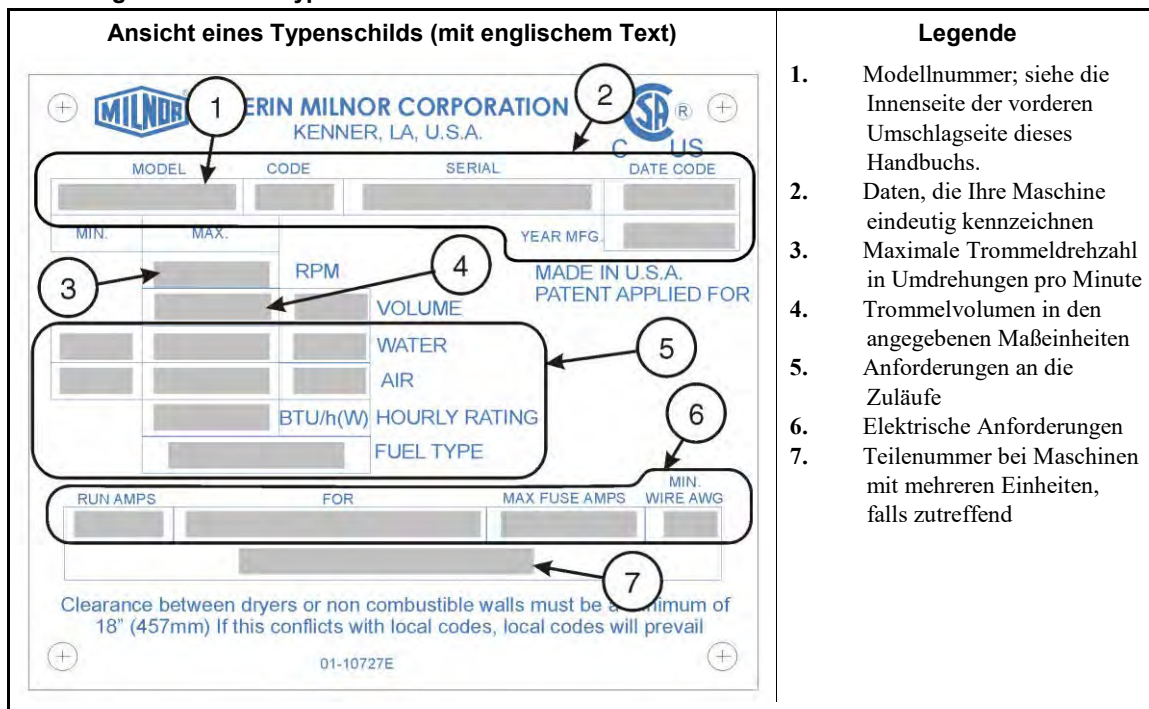 Ansicht eines Typenschilds (mit englischem Text)
MILNOR
ERIN MILNOR CORPORATION
KENNER, LA, U.S.A.
SA ®
C US
1
2
MODEL CODE SERIAL DATE CODE
MIN. MAX. YEAR MFG.
3
RPM
4
MADE IN U.S.A.
PATENT APPLIED FOR
VOLUME
WATER
5
AIR
BTU/h(W) HOURLY RATING
6
FUEL TYPE
RUN AMPS FOR MAX FUSE AMPS MIN.
WIRE AWG
7
Clearance between dryers or non combustible walls must be a nimum of
18" (457mm) If this conflicts with local codes, local codes will prevail
01-10727E
Legende
1. Modellnummer; siehe die
Innenseite der vorderen
Umschlagseite dieses
Handbuchs.
2. Daten, die Ihre Maschine
eindeutig kennzeichnen
3. Maximale Trommeldrehzahl
in Umdrehungen pro Minute
4. Trommelvolumen in den
angegebenen Maßeinheiten
5. Anforderungen an die
Zuläufe
6. Elektrische Anforderungen
7. Teilenummer bei Maschinen
mit mehreren Einheiten,
falls zutreffend